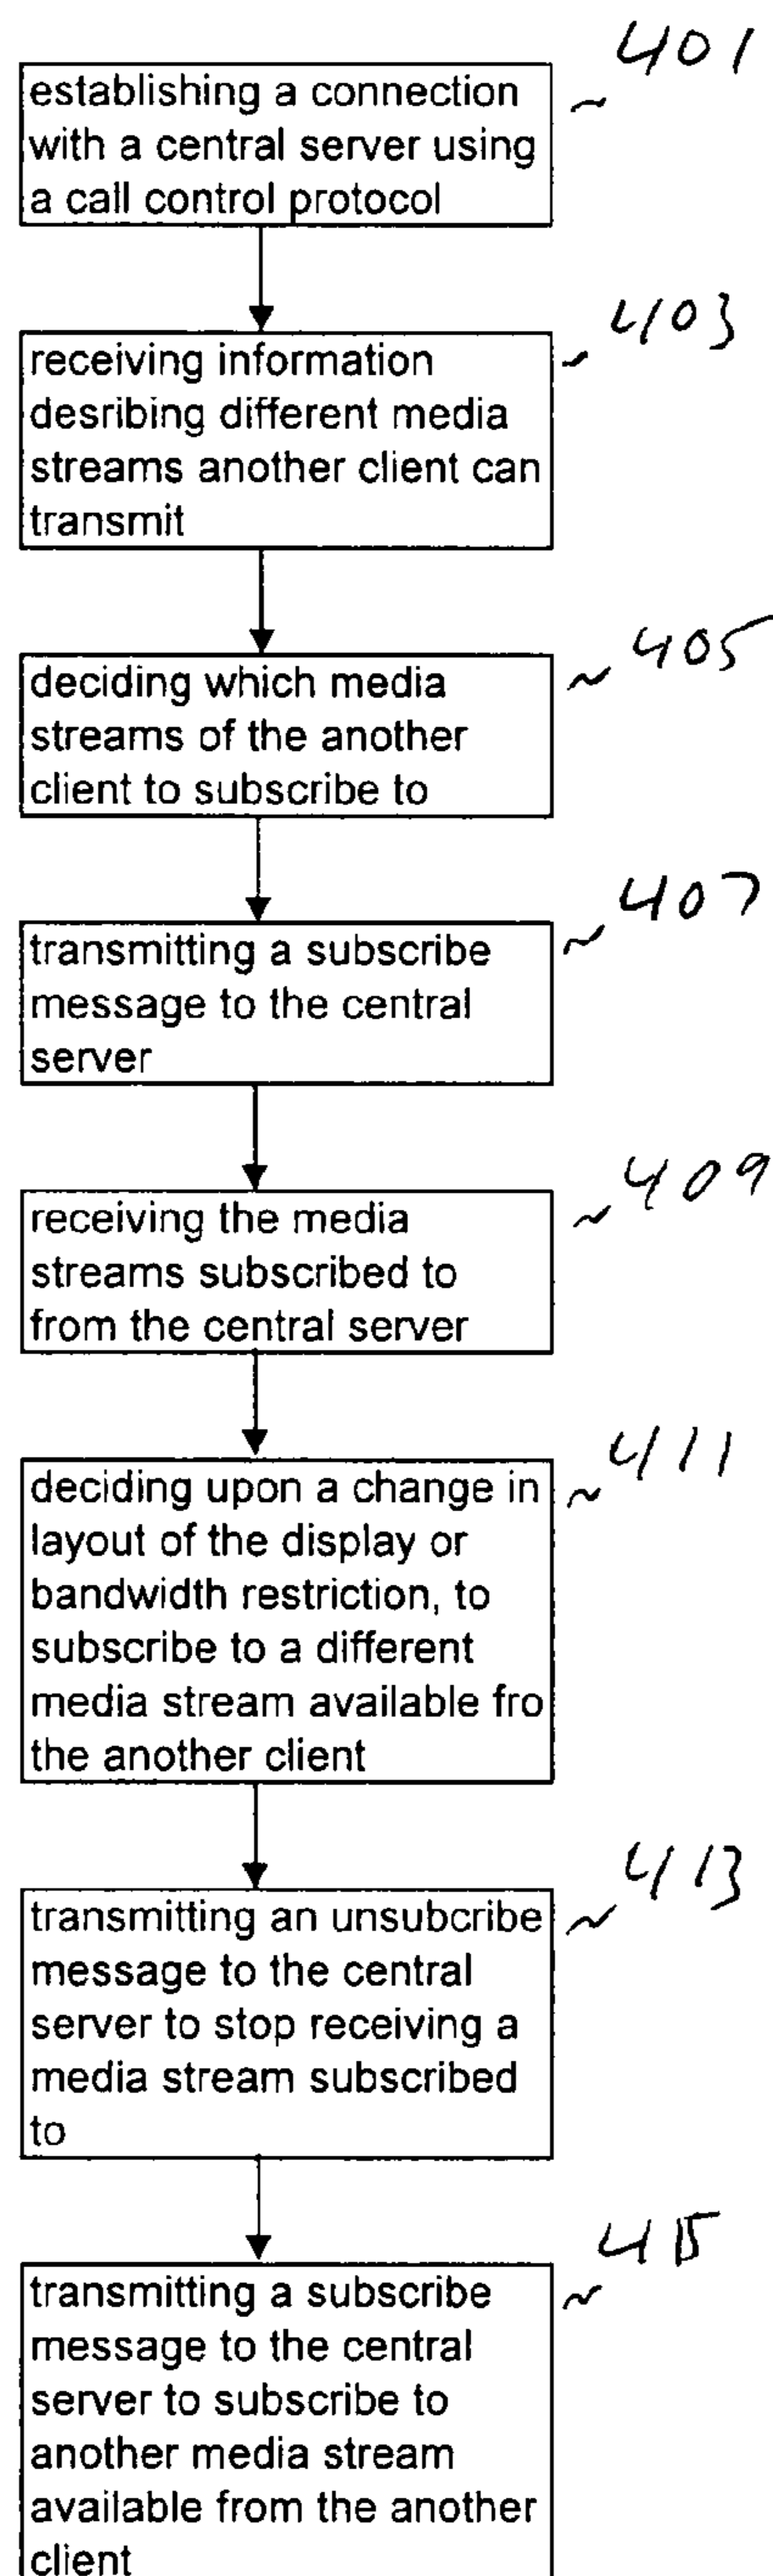 401
establishing a connection
with a central server using
a call control protocol
403
receiving information
desribing different media
streams another client can
transmit
405
deciding which media
streams of the another
client to subscribe to
407
transmitting a subscribe
message to the central
server
409
receiving the media
streams subscribed to
from the central server
411
deciding upon a change in
layout of the display or
bandwidth restriction, to
subscribe to a different
media stream available fro
the another client
413
transmitting an unsubcribe
message to the central
server to stop receiving a
media stream subscribed
to
415
transmitting a subscribe
message to the central
server to subscribe to
another media stream
available from the another
client